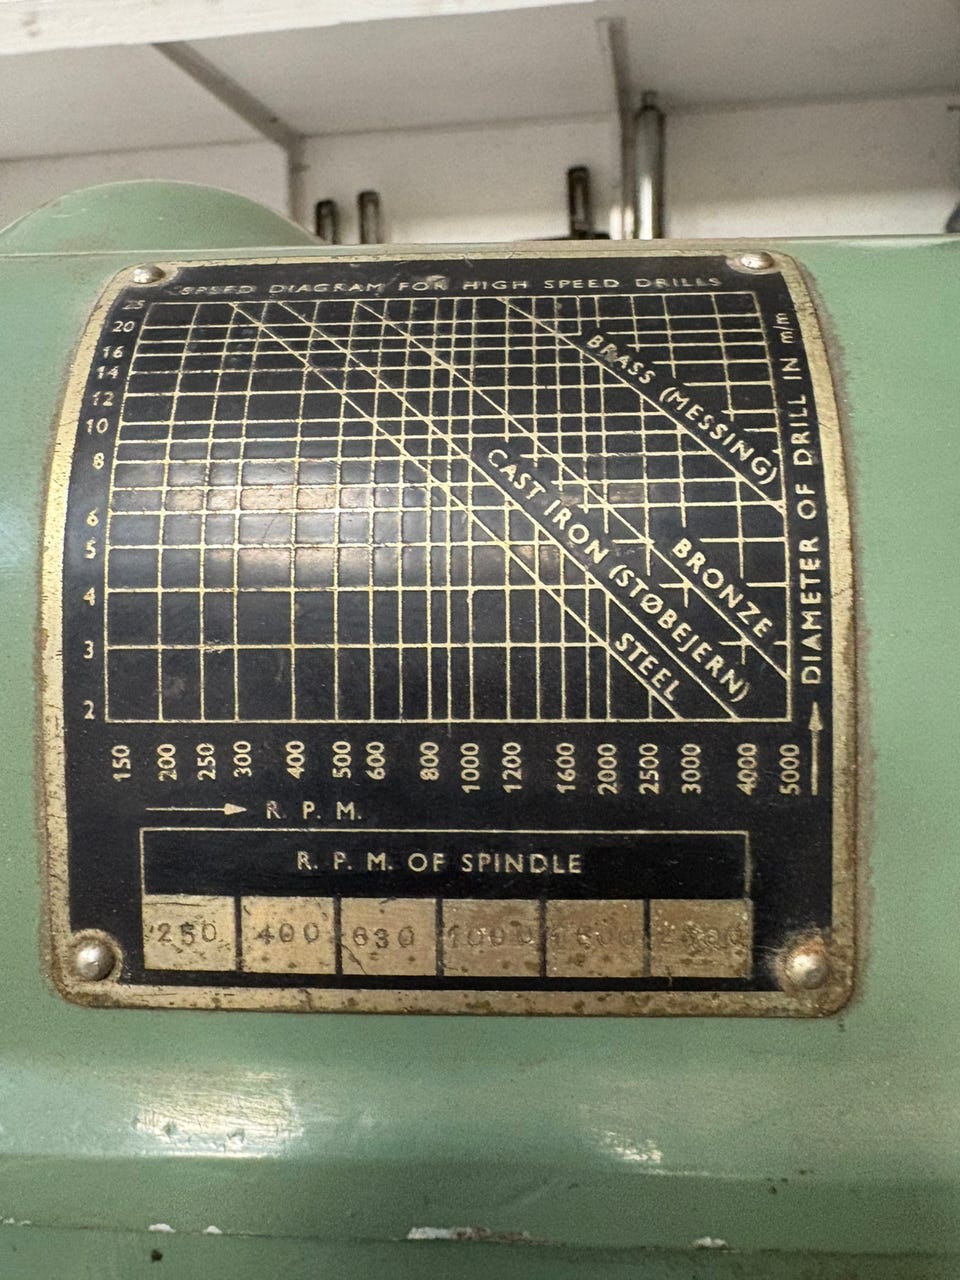 SPEED DIAGRAM FOR HIGH SPEED DRILLS
25
20
16
14
12
10
8
6
5
4
3
2
BRASS (MESSING)
CAST IRON (STØBEJERN)
BRONZE
STEEL
DIAMETER OF DRILL IN m/m
150 200 250 300 400 500 600 800 1000 1200 1600 2000 2500 3000 4000 5000
R. P. M.
R. P. M. OF SPINDLE
250 400 630 1000 1600